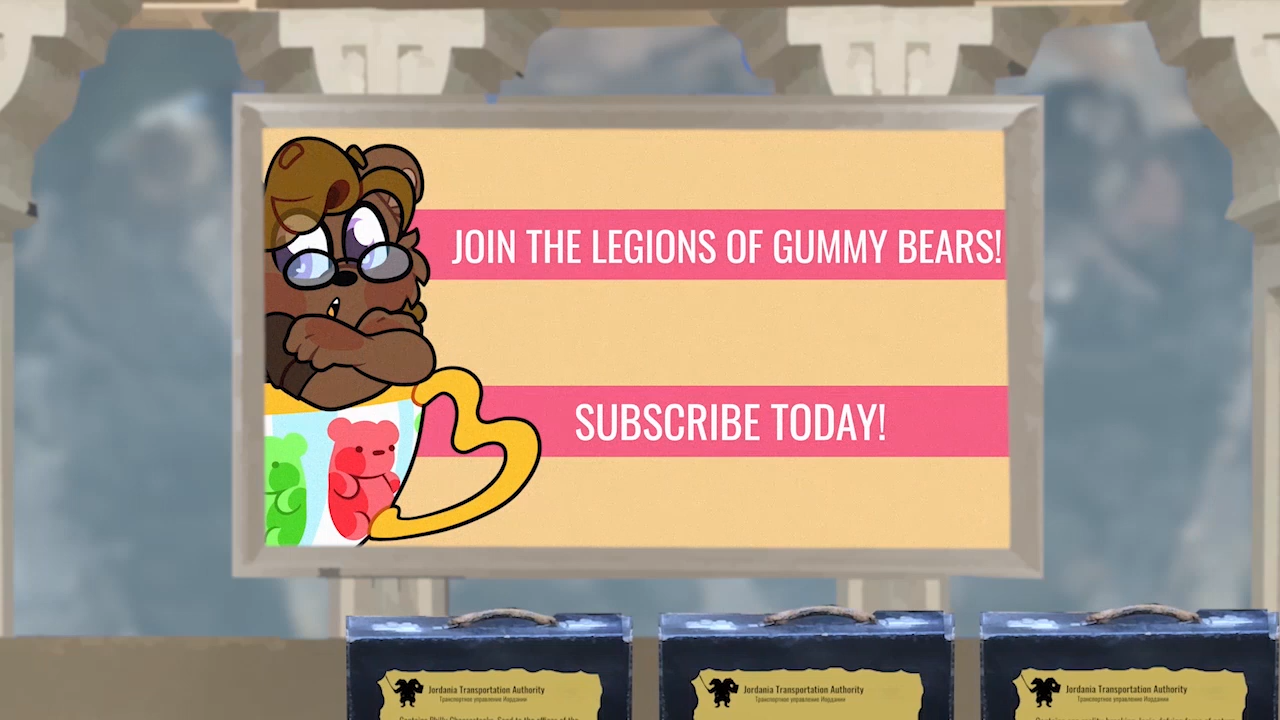 JOIN THE LEGIONS OF GUMMY BEARS!
SUBSCRIBE TODAY!
Jordania Transportation Authority
Транспортное управление Иордании
Jordania Transportation Authority
Транспортное управление Иордании
Jordania Transportation Authority
Транспортное управление Иордании